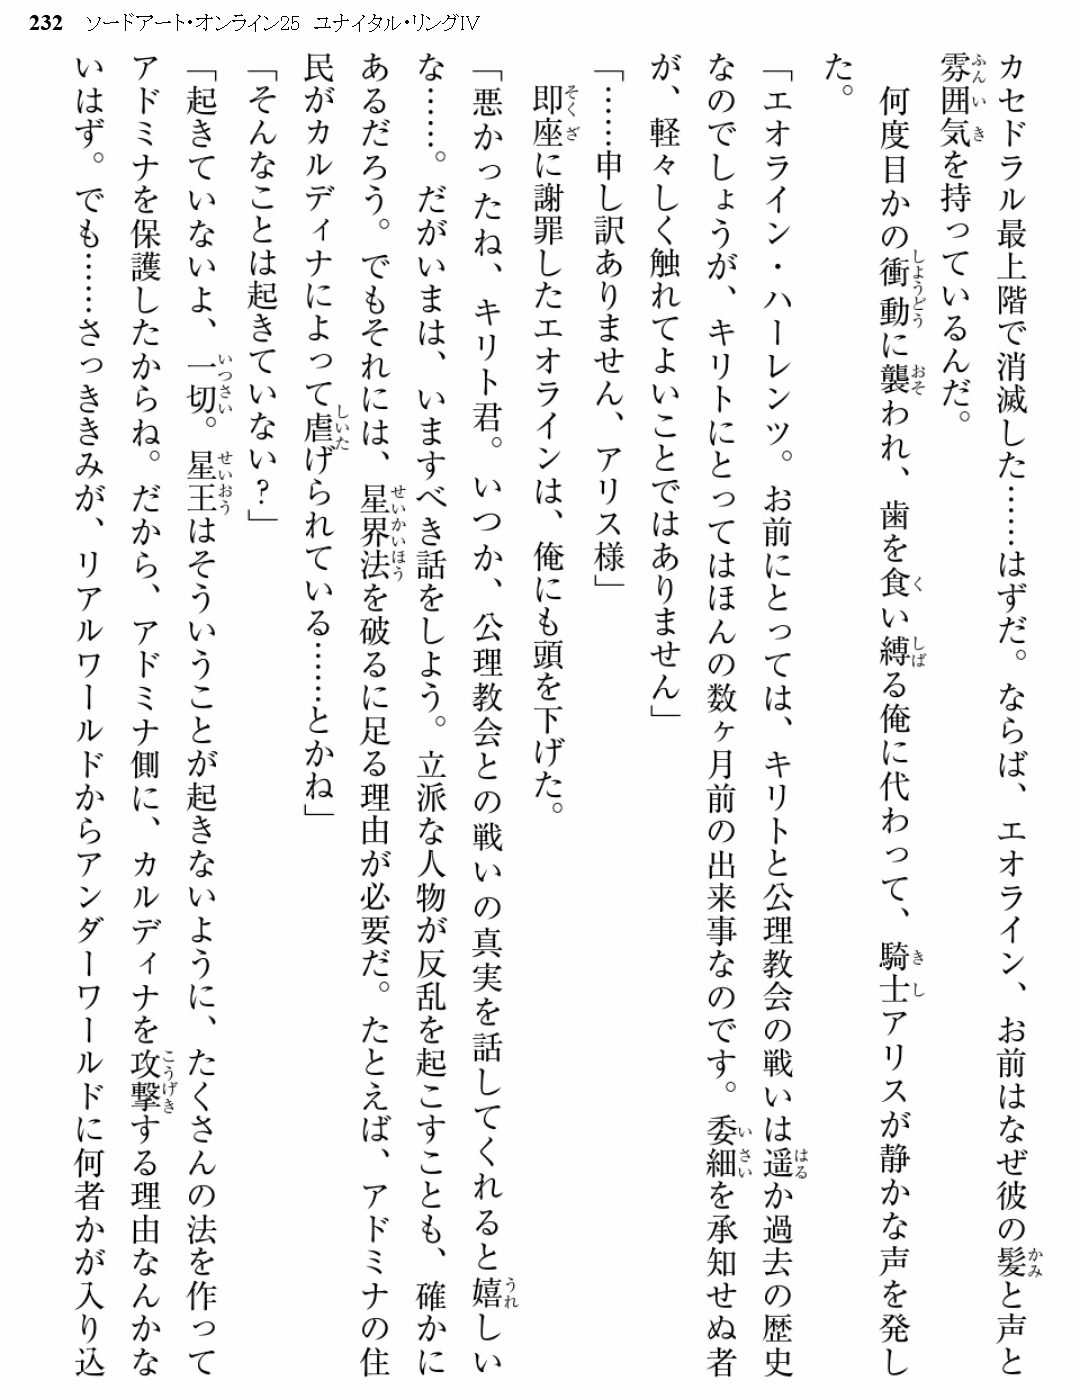 232 ソードアート・オンライン25 ユナイタル・リングIV
カセドラル最上階で消滅した……はずだ。ならば、エオライン、お前はなぜ彼の髪と声と
雰囲気を持っているんだ。
何度目かの衝動に襲われ、歯を食い縛る俺に代わって、騎士アリスが静かな声を発し
た。
「エオライン・ハーレンツ。お前にとっては、キリトと公理教会の戦いは遥か過去の歴史
なのでしょうが、キリトにとってはほんの数ヶ月前の出来事なのです。委細を承知せぬ者
が、軽々しく触れてよいことではありません」
「……申し訳ありません、アリス様」
即座に謝罪したエオラインは、俺にも頭を下げた。
「悪かったね、キリト君。いつか、公理教会との戦いの真実を話してくれると嬉しい
な……。だがいまは、いますべき話をしよう。立派な人物が反乱を起こすことも、確かに
あるだろう。でもそれには、星界法を破るに足る理由が必要だ。たとえば、アドミナの住
民がカルディナによって虐げられている……とかね」
「そんなことは起きていない?」
「起きていないよ、一切。星王はそういうことが起きないように、たくさんの法を作って
アドミナを保護したからね。だから、アドミナ側に、カルディナを攻撃する理由なんかな
いはず。でも……さっききみが、リアルワールドからアンダーワールドに何者かが入り込